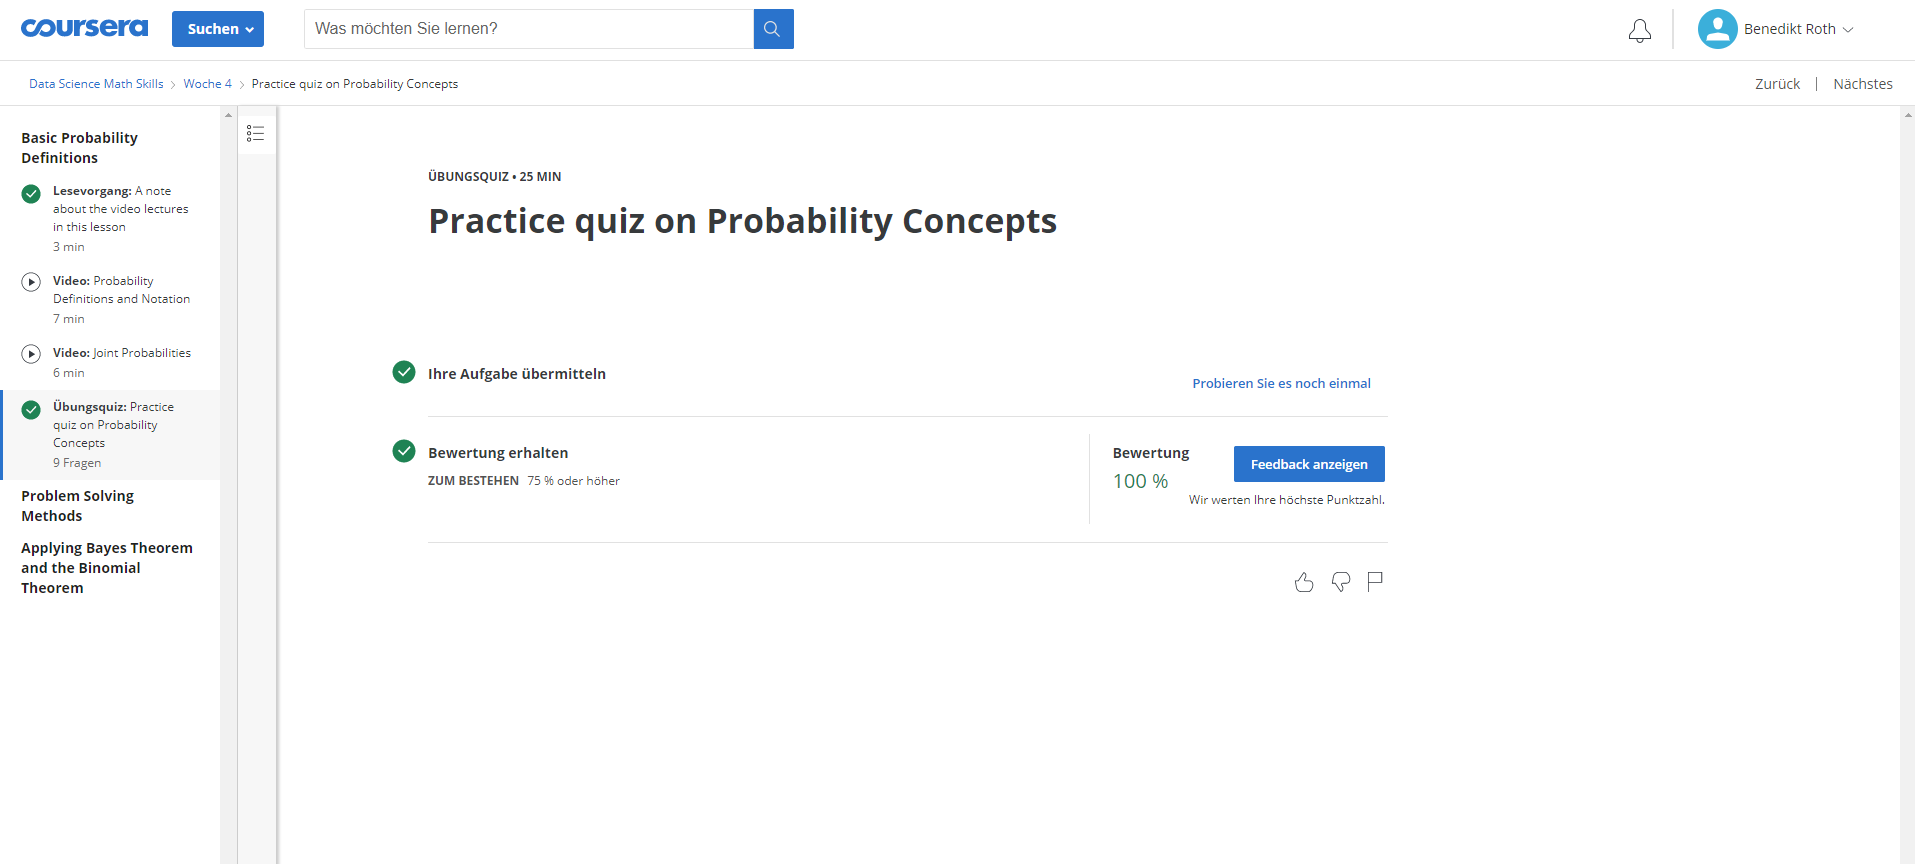 coursera
Suchen
Was möchten Sie lernen?
Benedikt Roth
Data Science Math Skills
Woche 4
Practice quiz on Probability Concepts
Zurück
Nächstes
Basic Probability
Definitions
Lesevorgang: A note
about the video lectures
in this lesson
3 min
Video: Probability
Definitions and Notation
7 min
Video: Joint Probabilities
6 min
Übungsquiz: Practice
quiz on Probability
Concepts
9 Fragen
Problem Solving
Methods
Applying Bayes Theorem
and the Binomial
Theorem
ÜBUNGSQUIZ • 25 MIN
Practice quiz on Probability Concepts
Ihre Aufgabe übermitteln
Probieren Sie es noch einmal
Bewertung erhalten
ZUM BESTEHEN 75 % oder höher
Bewertung
100 %
Feedback anzeigen
Wir werten Ihre höchste Punktzahl.